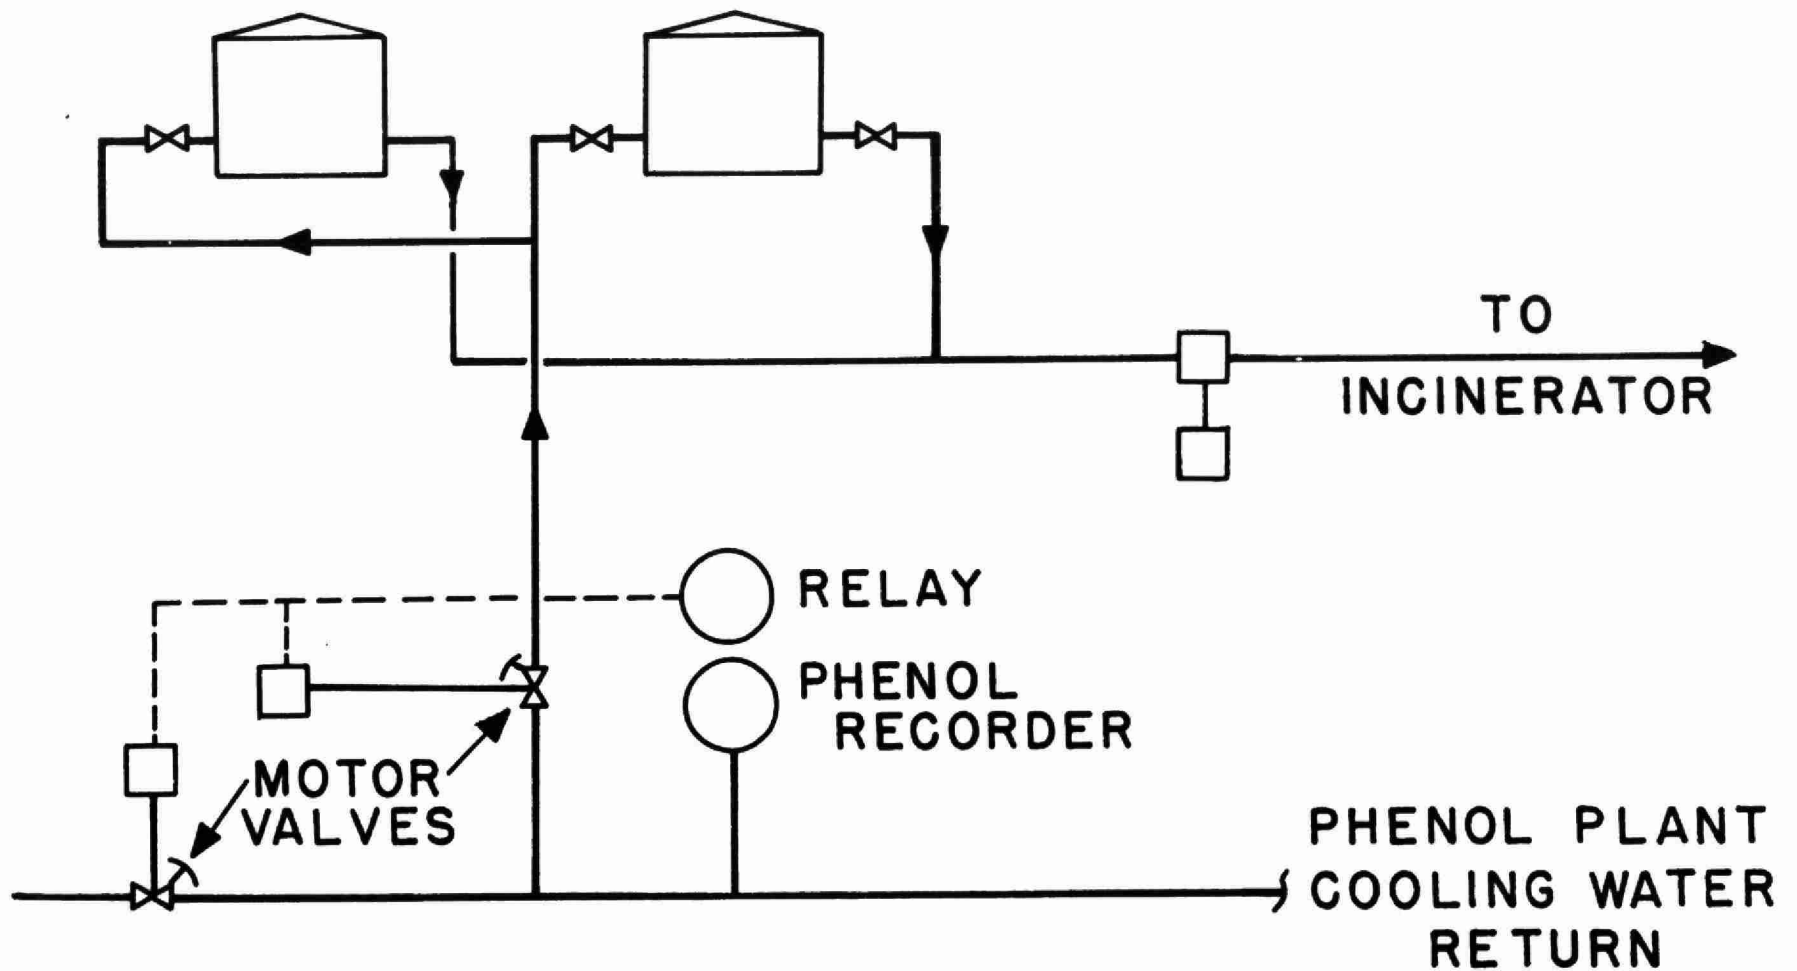 TO
INCINERATOR
RELAY
PHENOL
RECORDER
MOTOR
VALVES
PHENOL PLANT
COOLING WATER
RETURN